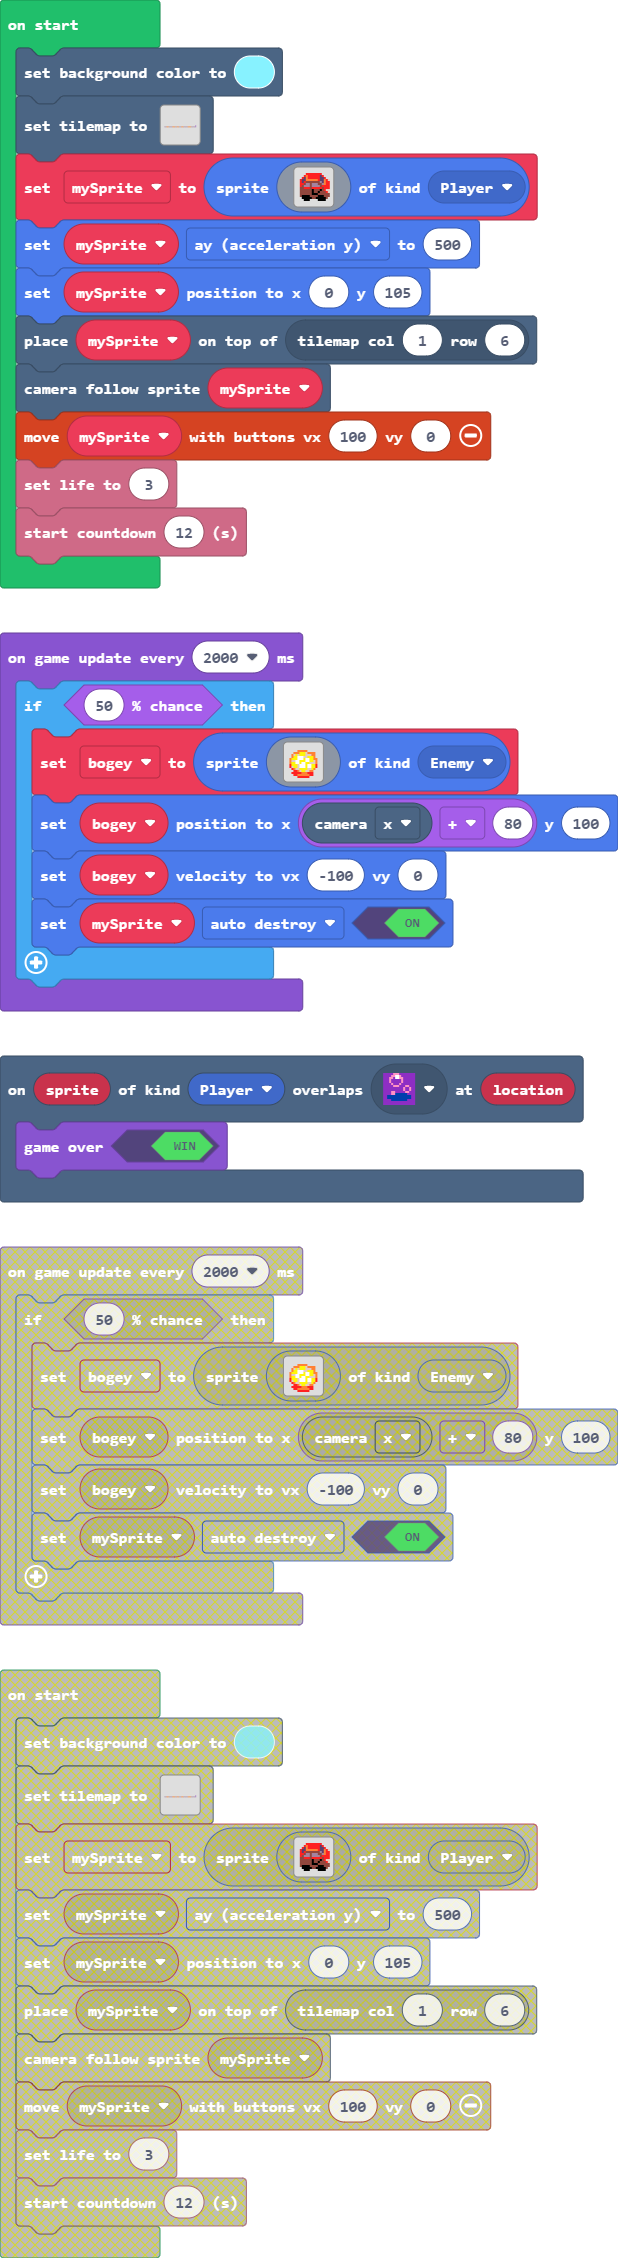 on start
set background color to
set tilemap to
set mySprite to sprite of kind Player
set mySprite ay (acceleration y) to 500
set mySprite position to x 0 y 105
place mySprite on top of tilemap col 1 row 6
camera follow sprite mySprite
move mySprite with buttons vx 100 vy 0
set life to 3
start countdown 12 (s)
on game update every 2000 ms
if 50 % chance then
set bogey to sprite of kind Enemy
set bogey position to x camera x + 80 y 100
set bogey velocity to vx -100 vy 0
set mySprite auto destroy ON
on sprite of kind Player overlaps at location
game over WIN
on game update every 2000 ms
if 50 % chance then
set bogey to sprite of kind Enemy
set bogey position to x camera x + 80 y 100
set bogey velocity to vx -100 vy 0
set mySprite auto destroy ON
on start
set background color to
set tilemap to
set mySprite to sprite of kind Player
set mySprite ay (acceleration y) to 500
set mySprite position to x 0 y 105
place mySprite on top of tilemap col 1 row 6
camera follow sprite mySprite
move mySprite with buttons vx 100 vy 0
set life to 3
start countdown 12 (s)